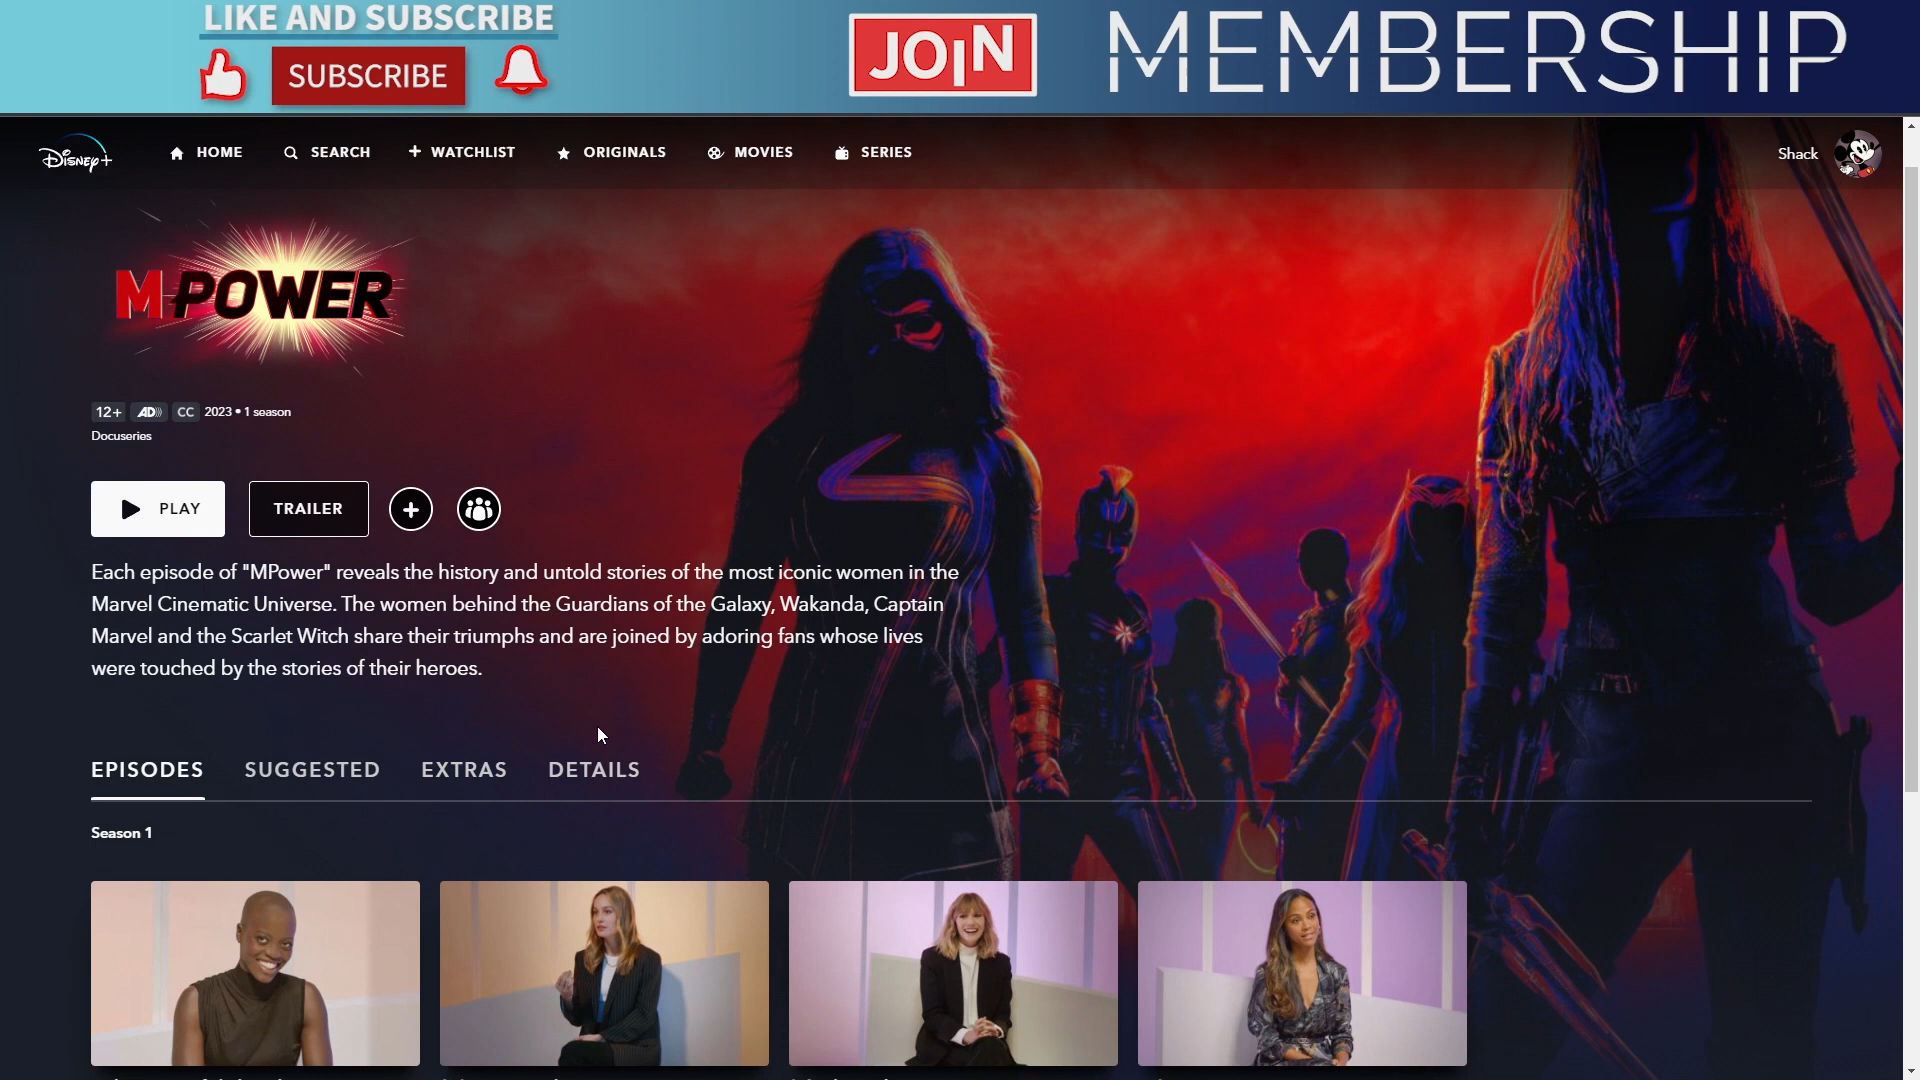 LIKE AND SUBSCRIBE
SUBSCRIBE
JOIN
MEMBERSHIP
Disney+
HOME
SEARCH
WATCHLIST
ORIGINALS
MOVIES
SERIES
Shack
MPOWER
12+ AD CC 2023 • 1 season
Docuseries
PLAY
TRAILER
Each episode of "MPower" reveals the history and untold stories of the most iconic women in the
Marvel Cinematic Universe. The women behind the Guardians of the Galaxy, Wakanda, Captain
Marvel and the Scarlet Witch share their triumphs and are joined by adoring fans whose lives
were touched by the stories of their heroes.
EPISODES
SUGGESTED
EXTRAS
DETAILS
Season 1